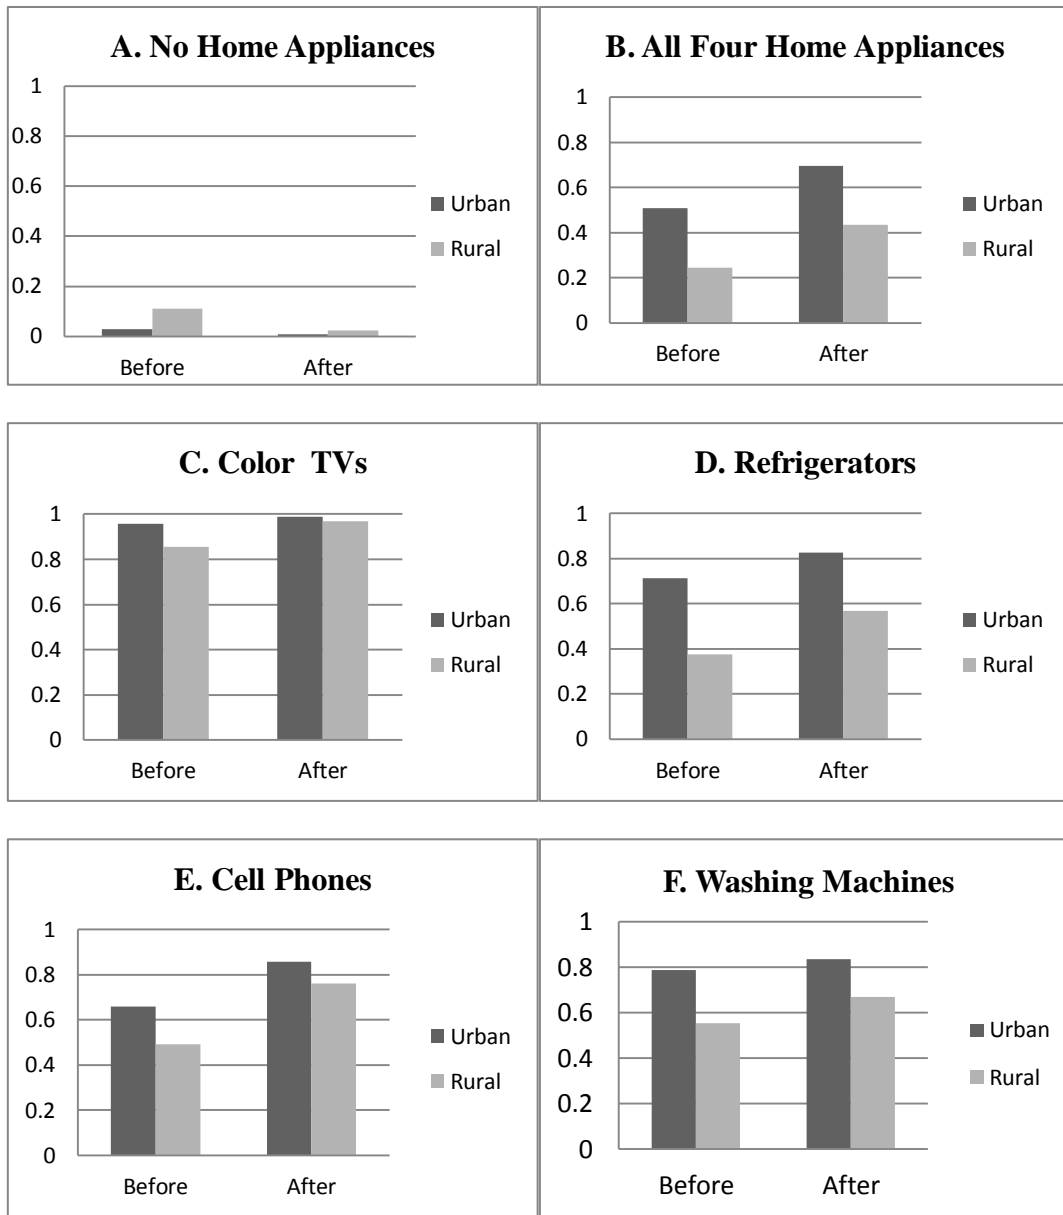 A. No Home Appliances
1
0.8
0.6
0.4
0.2
0
Before After
Urban
Rural
B. All Four Home Appliances
1
0.8
0.6
0.4
0.2
0
Before After
Urban
Rural
C. Color TVs
1
0.8
0.6
0.4
0.2
0
Before After
Urban
Rural
D. Refrigerators
1
0.8
0.6
0.4
0.2
0
Before After
Urban
Rural
E. Cell Phones
1
0.8
0.6
0.4
0.2
0
Before After
Urban
Rural
F. Washing Machines
1
0.8
0.6
0.4
0.2
0
Before After
Urban
Rural